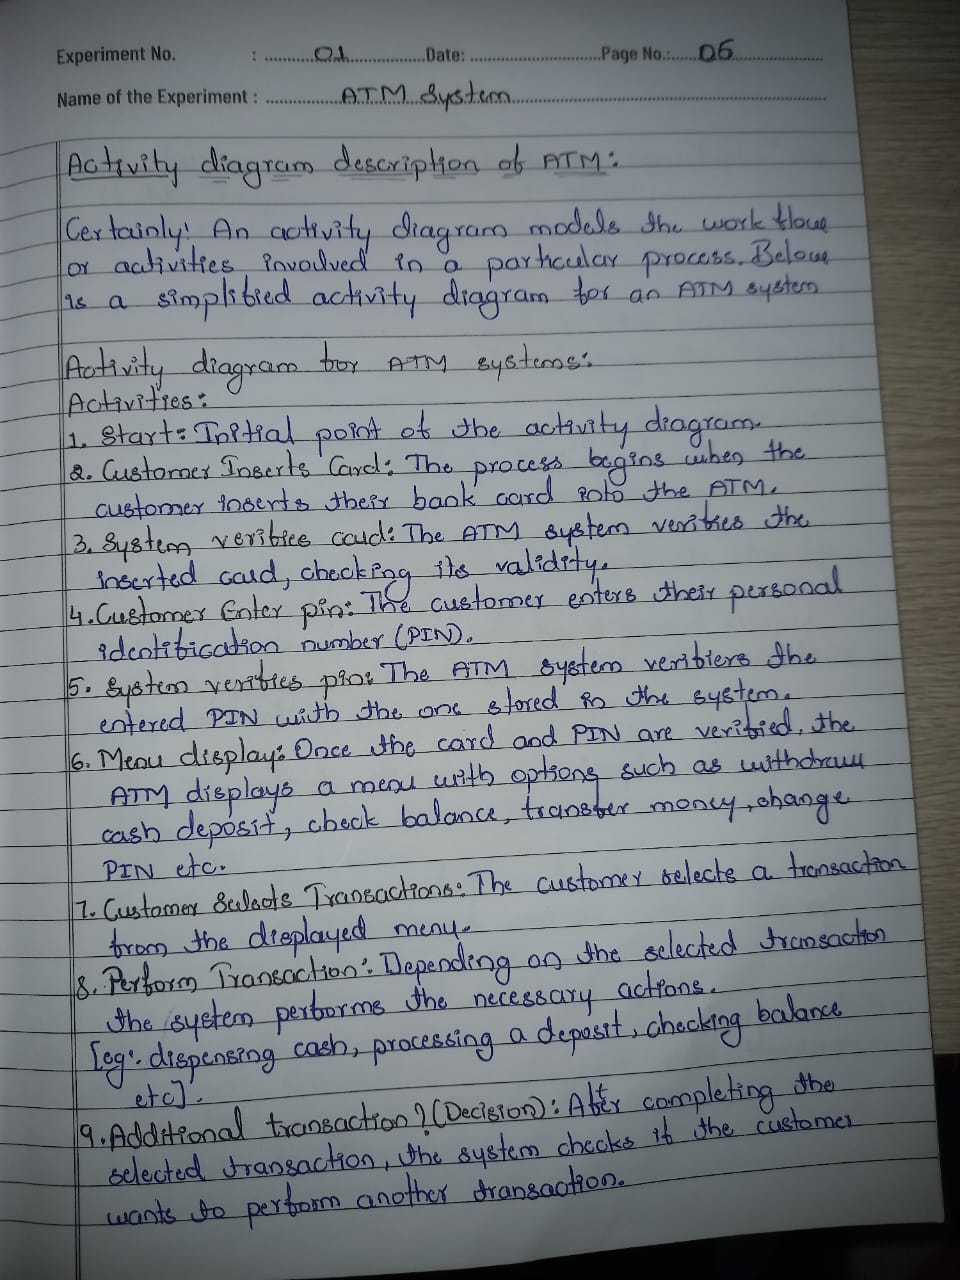 Experiment No. : 01 Date: Page No.: 06
Name of the Experiment : ATM System
Activity diagram description of ATM:
Certainly! An activity diagram models the work flow
or activities involved in a particular process. Below
is a simplified activity diagram for an ATM system
Activity diagram for ATM systems:
Activities:
1. Start: Initial point of the activity diagram.
2. Customer Inserts Card: The process begins when the
customer inserts their bank card into the ATM.
3. System verifies card: The ATM system verifies the
inserted card, checking its validity.
4. Customer Enter pin: The customer enters their personal
identification number (PIN).
5. System verifies pin: The ATM system verifiers the
entered PIN with the one stored in the system.
6. Menu display: Once the card and PIN are verified, the
ATM displays a menu with options such as withdraw
cash deposit, check balance, transfer money, change
PIN etc.
7. Customer Selects Transactions: The customer selects a transaction
from the displayed menu.
8. Perform Transaction: Depending on the selected transaction
the system performs the necessary actions.
[eg: dispensing cash, processing a deposit, checking balance
etc].
9. Additional transaction? (Decision): After completing the
selected transaction, the system checks if the customer
wants to perform another transaction.